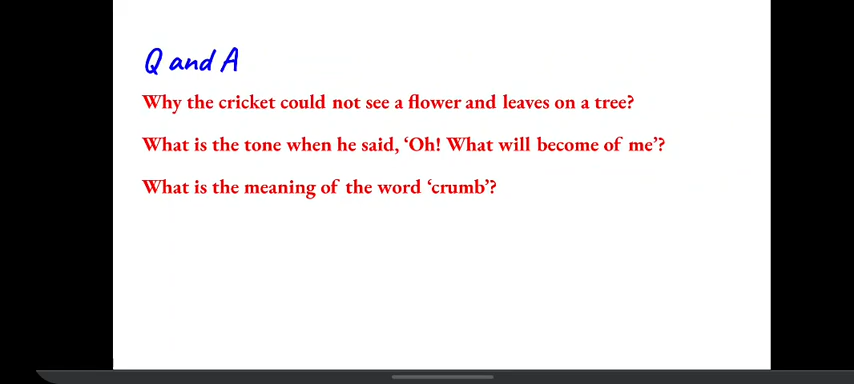 Q and A
Why the cricket could not see a flower and leaves on a tree?
What is the tone when he said, ‘Oh! What will become of me’?
What is the meaning of the word ‘crumb’?